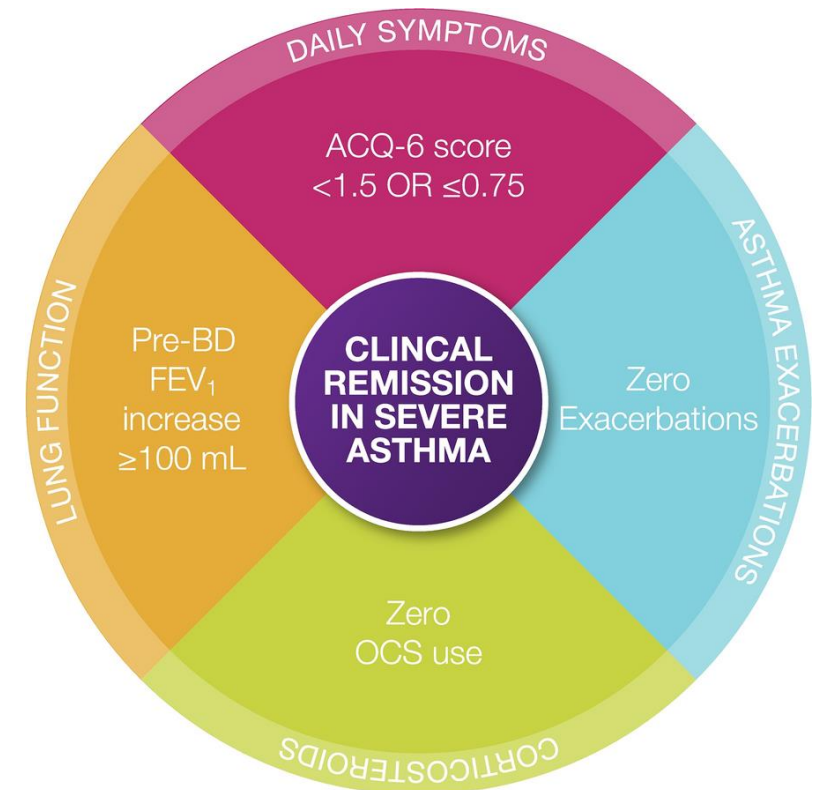 DAILY SYMPTOMS
ACQ-6 score
<1.5 OR ≤0.75
ASTHMA EXACERBATIONS
Zero
Exacerbations
CORTICOSTEROIDS
Zero
OCS use
LUNG FUNCTION
Pre-BD
FEV₁
increase
≥100 mL
CLINCAL
REMISSION
IN SEVERE
ASTHMA